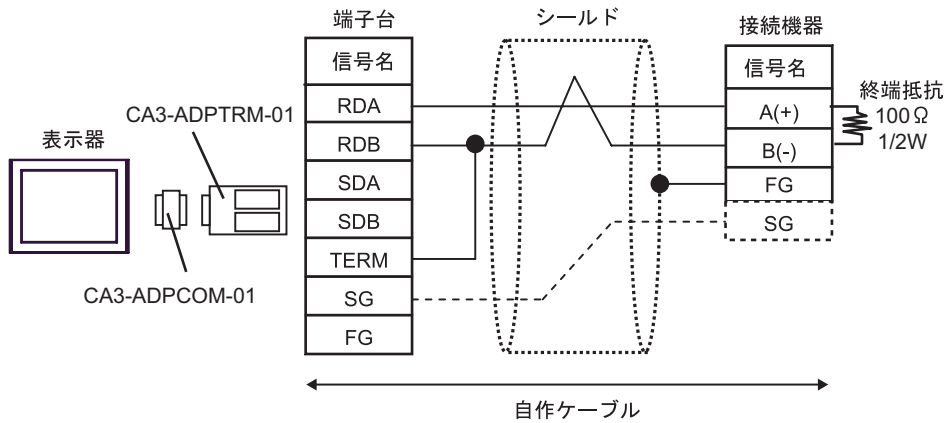 端子台
シールド
接続機器
信号名
信号名
RDA
A(+)
終端抵抗
100Ω
1/2W
CA3-ADPTRM-01
表示器
RDB
B(-)
SDA
FG
SDB
SG
TERM
CA3-ADPCOM-01
SG
FG
自作ケーブル